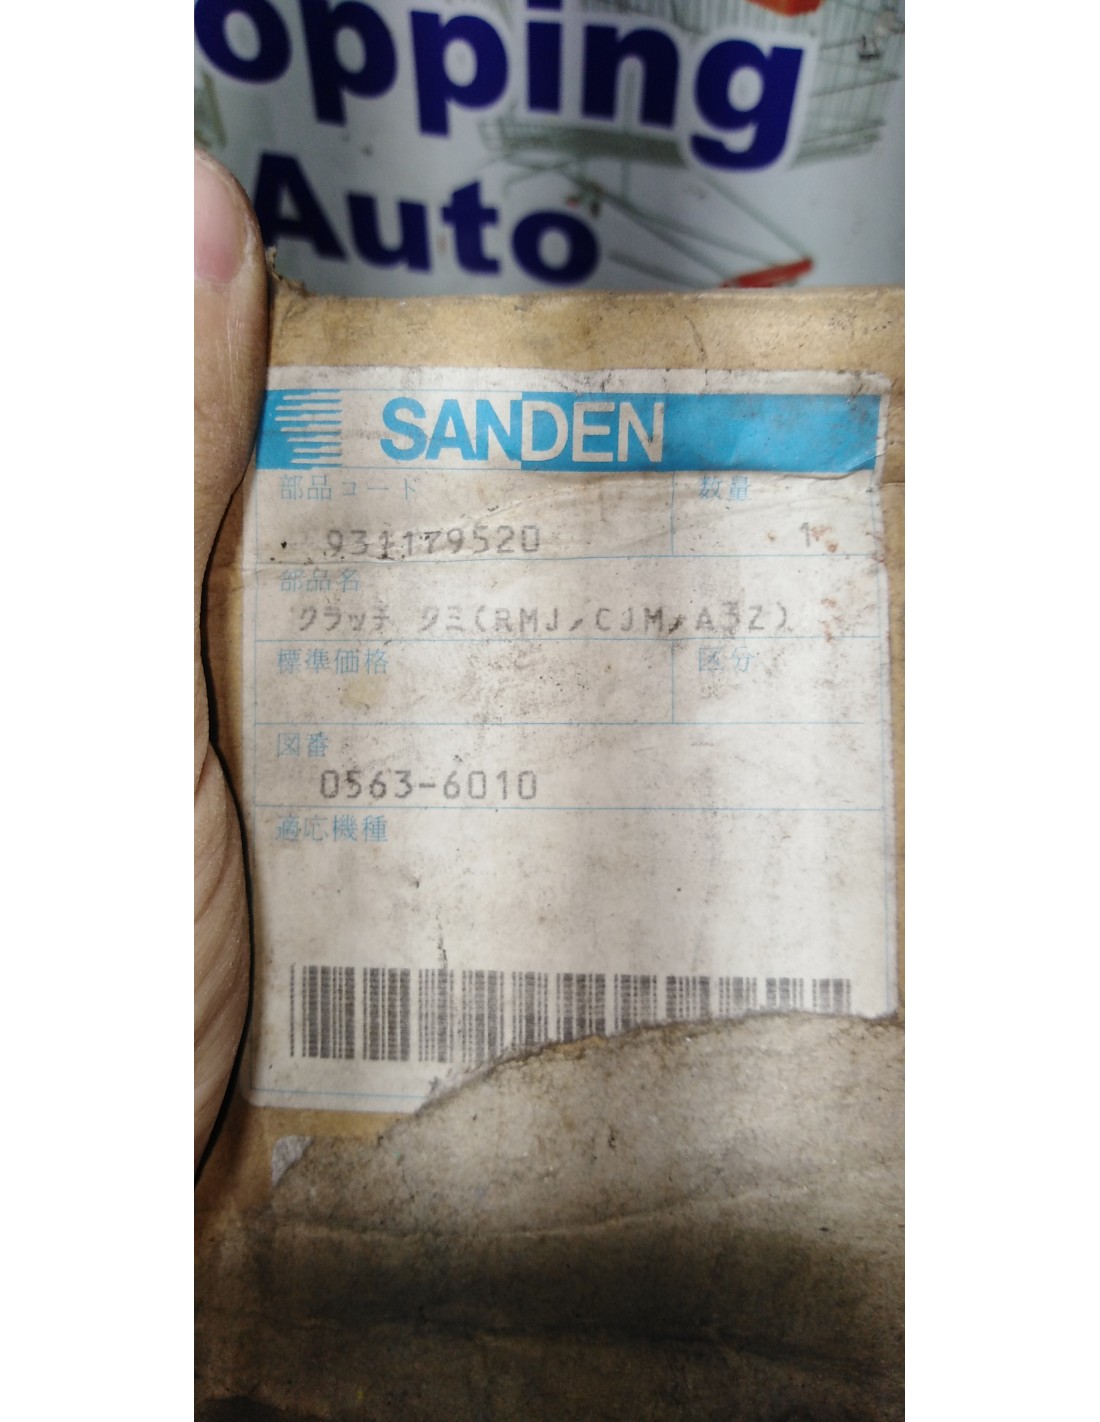 opping
Auto
SANDEN
部品コード 数量
931179520 1
部品名
クラッチ クミ(RMJ,CJM,A3Z)
標準価格 区分
図番
0563-6010
適応機種